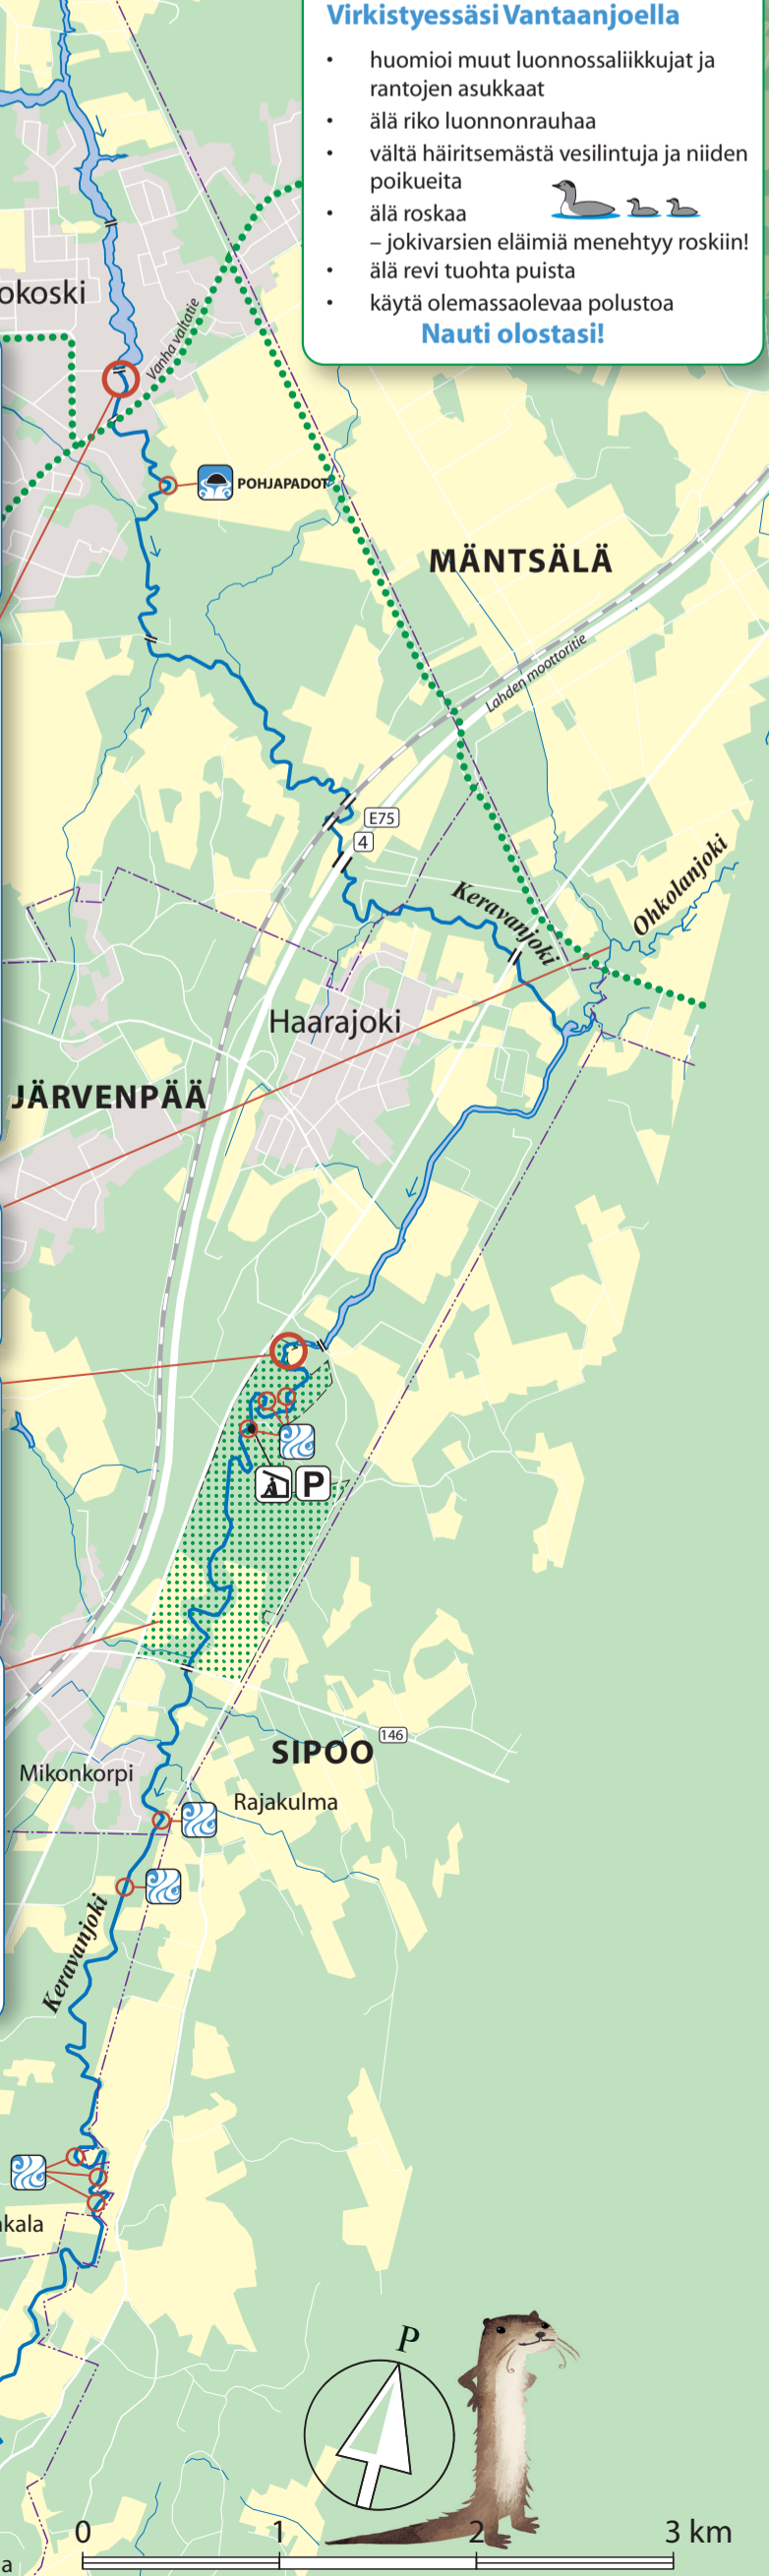 Virkistyessäsi Vantaanjoella
• huomioi muut luonnossaliikkujat ja
rantojen asukkaat
• älä riko luonnonrauhaa
• vältä häiritsemästä vesilintuja ja niiden
poikueita
• älä roskaa
– jokivarsien eläimiä menehtyy roskiin!
• älä revi tuohta puista
• käytä olemassaolevaa polustoa
Nauti olostasi!
okoski
Vanha valtatie
POHJAPADOT
MÄNTSÄLÄ
Lahden moottoritie
E75
4
Ohkolanjoki
Keravanjoki
Haarajoki
JÄRVENPÄÄ
P
146
SIPOO
Mikonkorpi
Rajakulma
Keravanjoki
kala
P
0 1 2 3 km
a